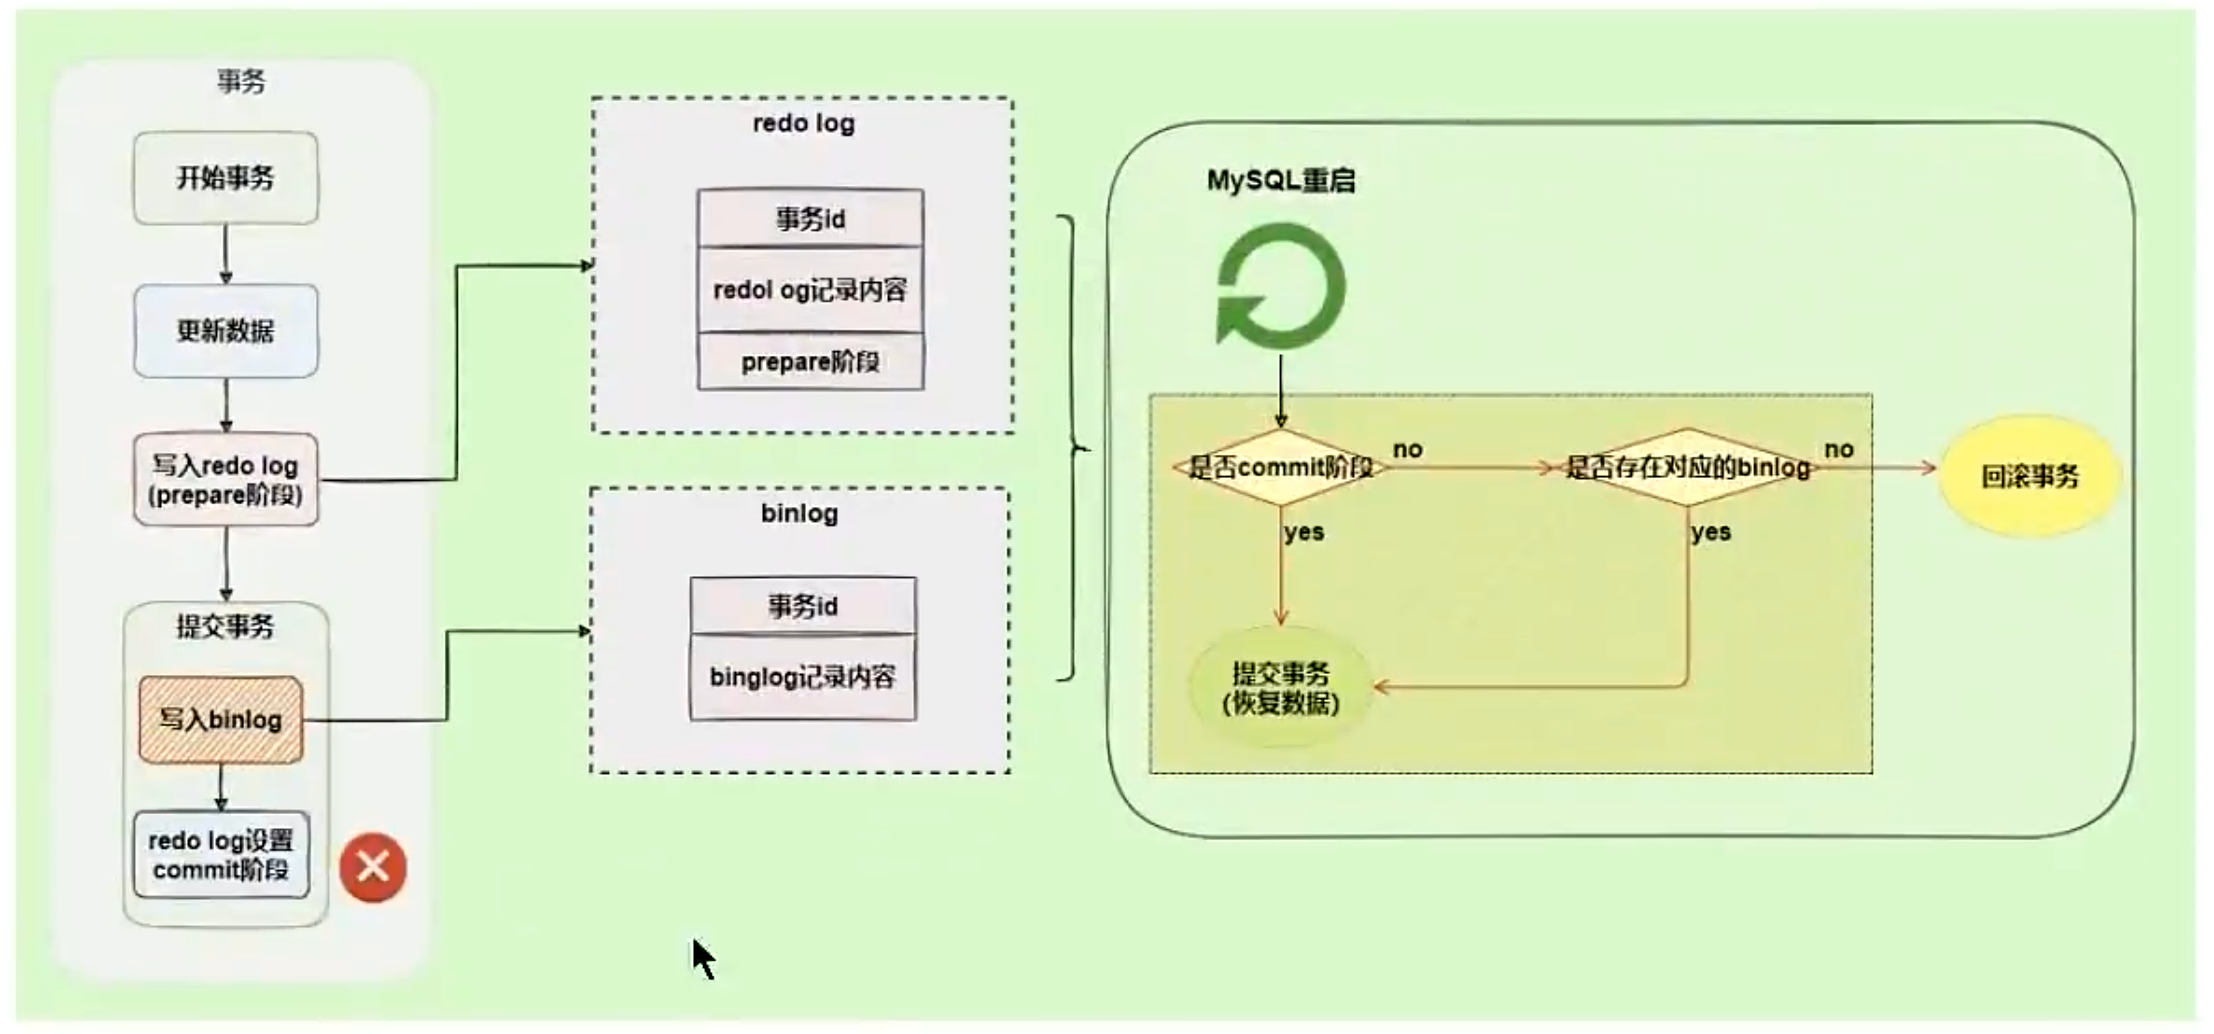 事务
开始事务
更新数据
写入redo log
(prepare阶段)
提交事务
写入binlog
redo log设置
commit阶段
redo log
事务id
redol og记录内容
prepare阶段
binlog
事务id
binglog记录内容
MySQL重启
是否commit阶段
no
是否存在对应的binlog
no
回滚事务
yes
yes
提交事务
(恢复数据)